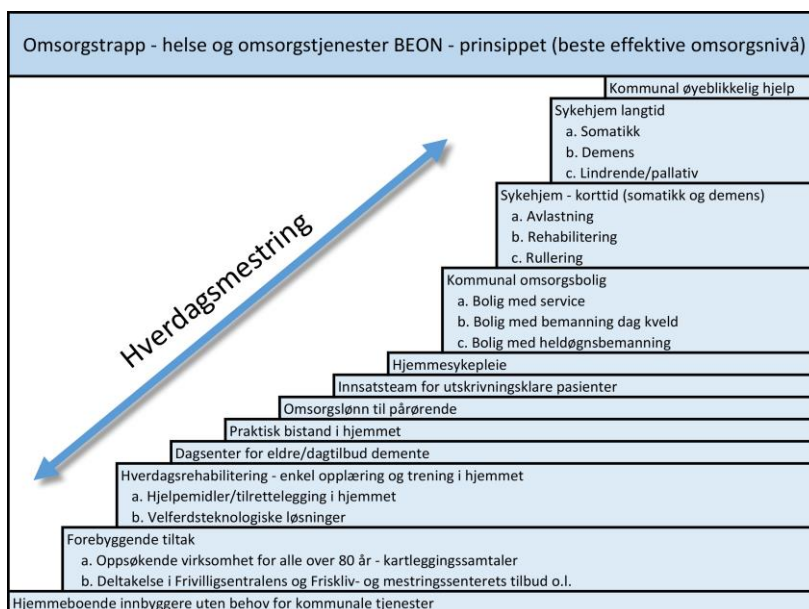 Omsorgstrapp - helse og omsorgstjenester BEON - prinsippet (beste effektive omsorgsnivå)
Kommunal øyeblikkelig hjelp
Sykehjem langtid
a. Somatikk
b. Demens
c. Lindrende/pallativ
Sykehjem - korttid (somatikk og demens)
a. Avlastning
b. Rehabilitering
c. Rullering
Kommunal omsorgsbolig
a. Bolig med service
b. Bolig med bemanning dag kveld
c. Bolig med heldøgnsbemanning
Hverdagsmestring
Hjemmesykepleie
Innsatsteam for utskrivningsklare pasienter
Omsorgslønn til pårørende
Praktisk bistand i hjemmet
Dagsenter for eldre/dagtilbud demente
Hverdagsrehabilitering - enkel opplæring og trening i hjemmet
a. Hjelpemidler/tilrettelegging i hjemmet
b. Velferdsteknologiske løsninger
Forebyggende tiltak
a. Oppsøkende virksomhet for alle over 80 år - kartleggingssamtaler
b. Deltakelse i Frivilligsentralens og Friskliv- og mestringssenterets tilbud o.l.
Hjemmeboende innbyggere uten behov for kommunale tjenester